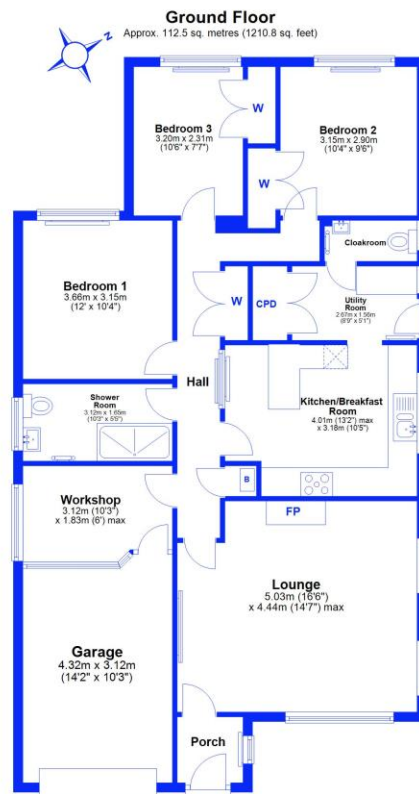 Ground Floor
Approx. 112.5 sq. metres (1210.8 sq. feet)
N
Bedroom 3
3.20m x 2.31m
(10'6" x 7'7")
W
Bedroom 2
3.15m x 2.90m
(10'4" x 9'6")
W
Cloakroom
Bedroom 1
3.66m x 3.15m
(12' x 10'4")
W
CPD
Utility
Room
2.67m x 1.56m
(8'9" x 5'1")
Hall
Shower
Room
3.12m x 1.65m
(10'3" x 5'5")
Kitchen/Breakfast
Room
4.01m (13'2") max
x 3.18m (10'5")
Workshop
3.12m (10'3")
x 1.83m (6') max
B
FP
Lounge
5.03m (16'6")
x 4.44m (14'7") max
Garage
4.32m x 3.12m
(14'2" x 10'3")
Porch